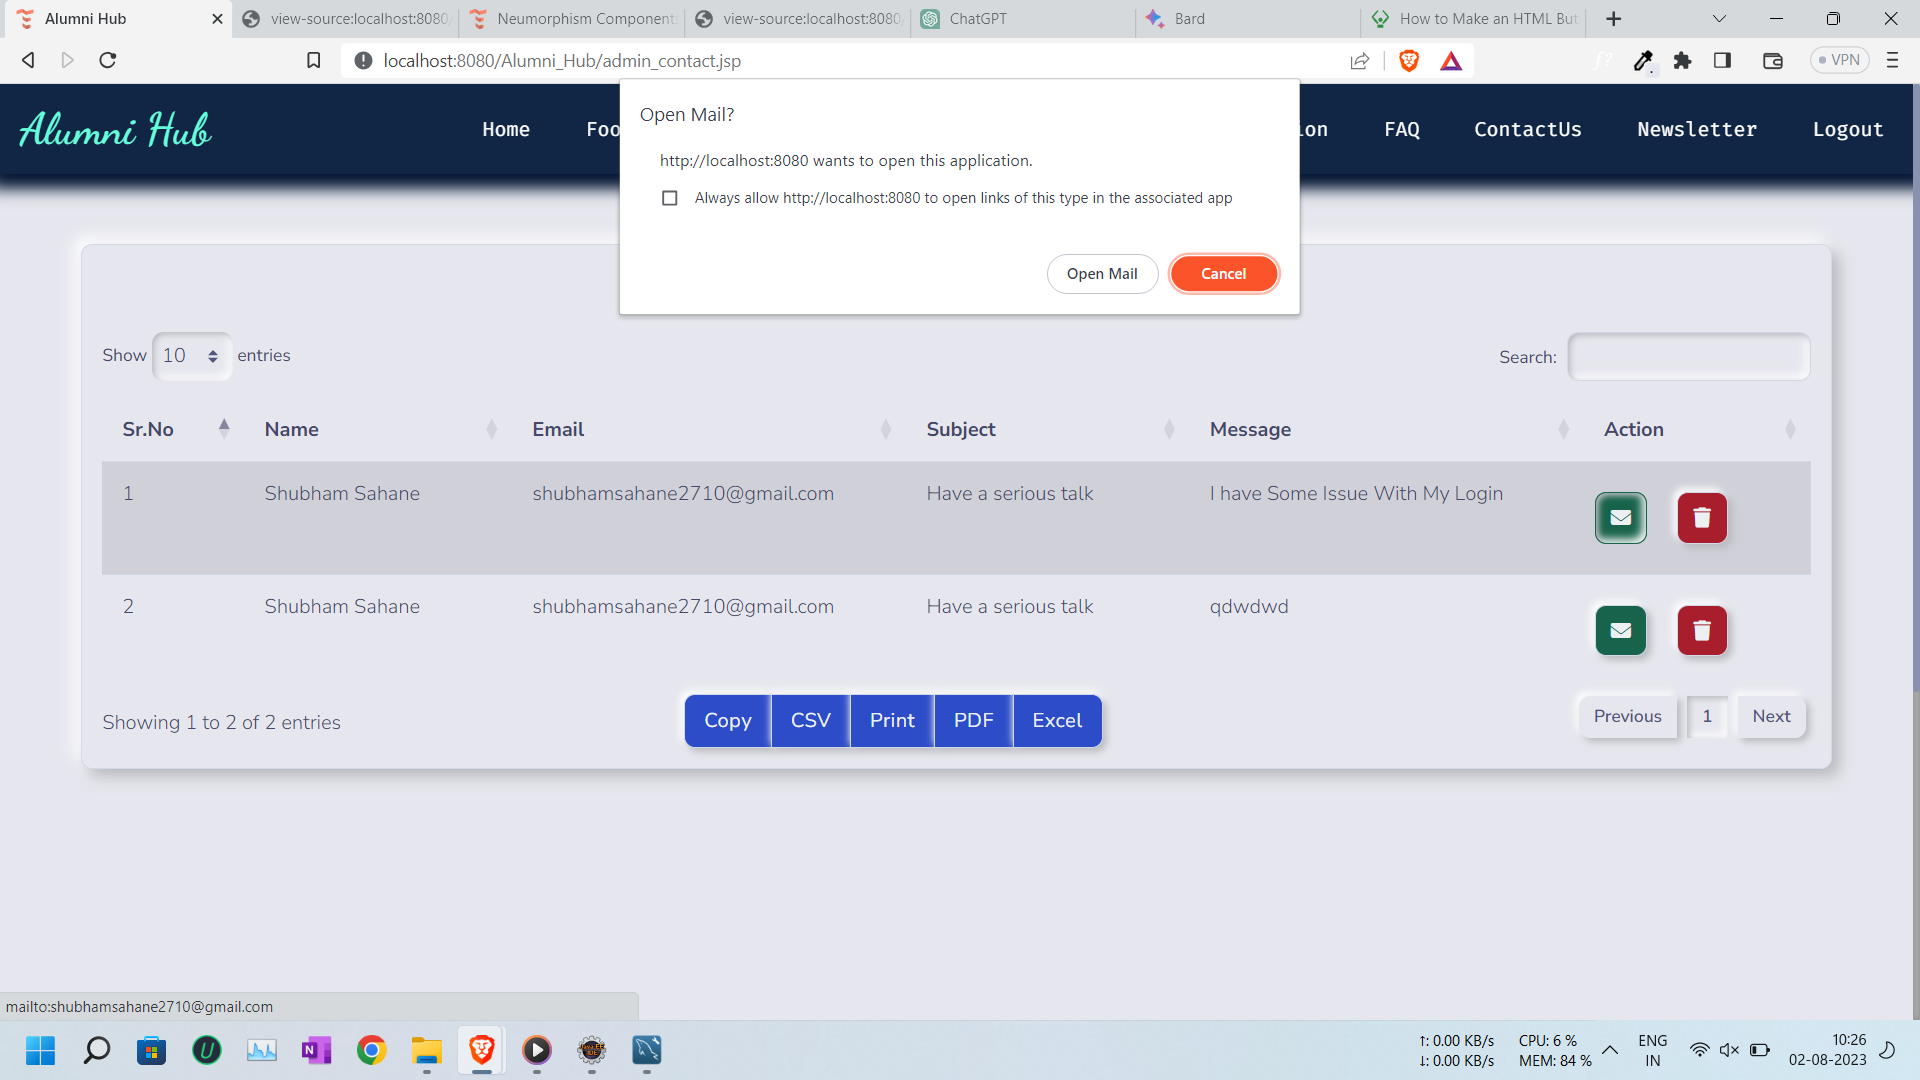 Alumni Hub
view-source:localhost:8080/
Neumorphism Component
view-source:localhost:8080/
ChatGPT
Bard
How to Make an HTML But
localhost:8080/Alumni_Hub/admin_contact.jsp
VPN
Alumni Hub
Home
Foo
ion
FAQ
ContactUs
Newsletter
Logout
Open Mail?
http://localhost:8080 wants to open this application.
Always allow http://localhost:8080 to open links of this type in the associated app
Open Mail
Cancel
Show 10 entries
Search:
Sr.No Name Email Subject Message Action
1 Shubham Sahane shubhamsahane2710@gmail.com Have a serious talk I have Some Issue With My Login
2 Shubham Sahane shubhamsahane2710@gmail.com Have a serious talk qdwdwd
Showing 1 to 2 of 2 entries
Copy CSV Print PDF Excel
Previous 1 Next
mailto:shubhamsahane2710@gmail.com
↑: 0.00 KB/s
↓: 0.00 KB/s
CPU: 6 %
MEM: 84 %
ENG
IN
10:26
02-08-2023